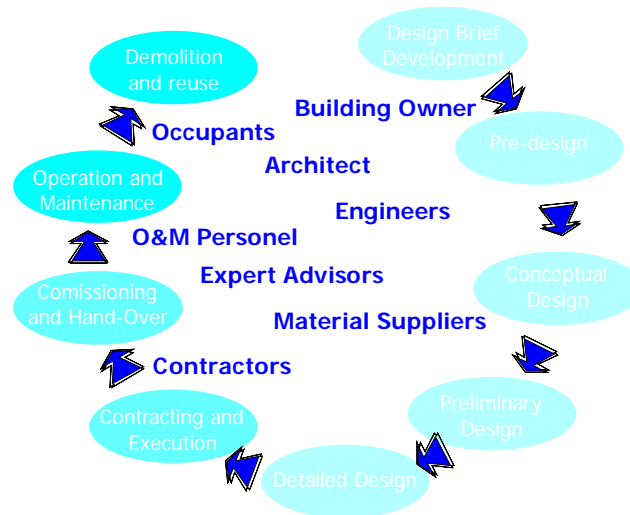 Design Brief
Development
Demolition
and reuse
Building Owner
Occupants
Pre-design
Architect
Operation and
Maintenance
Engineers
O&M Personel
Expert Advisors
Conceptual
Design
Comissioning
and Hand-Over
Material Suppliers
Contractors
Preliminary
Design
Contracting and
Execution
Detailed Design